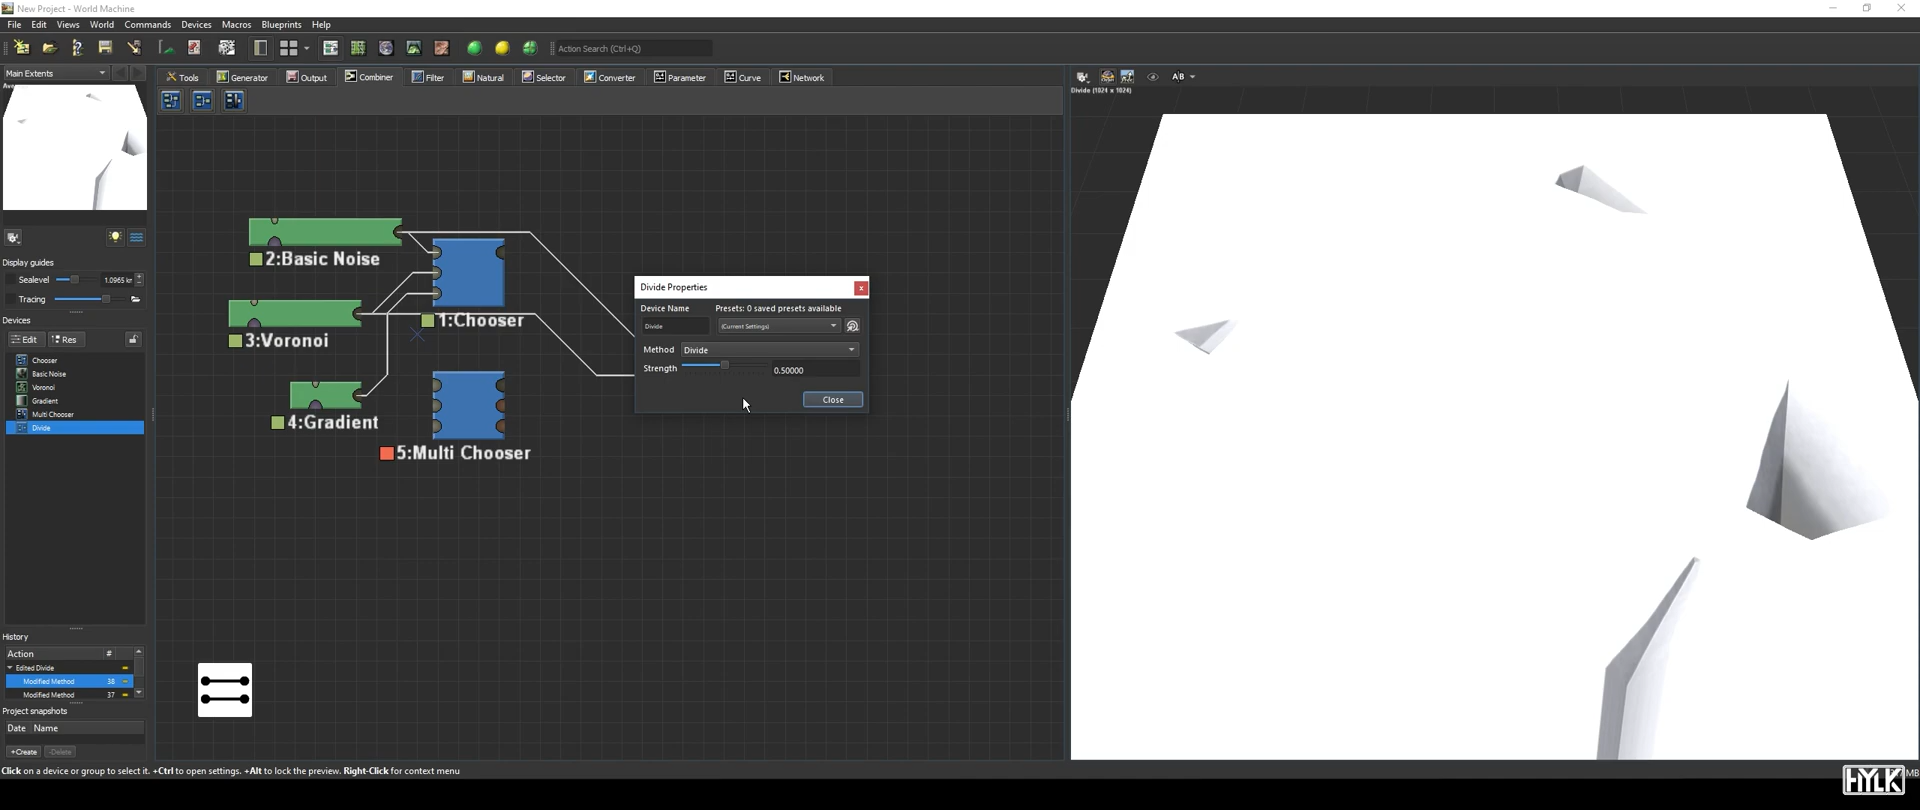 New Project - World Machine
File Edit Views World Commands Devices Macros Blueprints Help
Action Search (Ctrl+Q)
Main Extents
Tools Generator Output Combiner Filter Natural Selector Converter Parameter Curve Network
AB
Divide (1024 x 1024)
2:Basic Noise
Display guides
Sealevel
Tracing
Devices
Edit Res
Chooser
Basic Noise
Voronoi
Gradient
Multi Chooser
Divide
1:Chooser
3:Voronoi
4:Gradient
5:Multi Chooser
Divide Properties
x
Device Name Presets: 0 saved presets available
Divide (Current Settings)
Method Divide
Strength 0.50000
Close
History
Action #
Edited Divide
Modified Method 38
Modified Method 37
Project snapshots
Date Name
+Create -Delete
Click on a device or group to select it. +Ctrl to open settings. +Alt to lock the preview. Right-Click for context menu
HYLK
MB